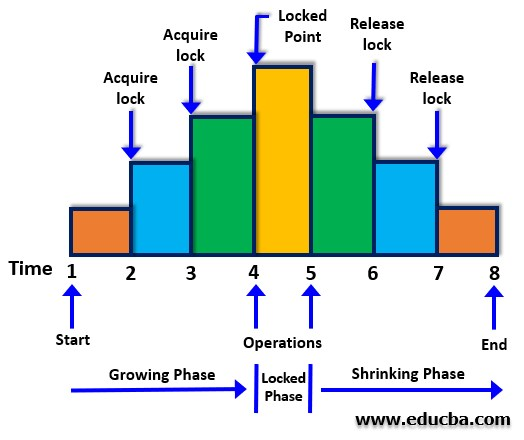 Acquire
lock
Acquire
lock
Locked
Point
Release
lock
Release
lock
Time 1 2 3 4 5 6 7 8
Start
Operations
End
Growing Phase
Locked
Phase
Shrinking Phase
www.educba.com